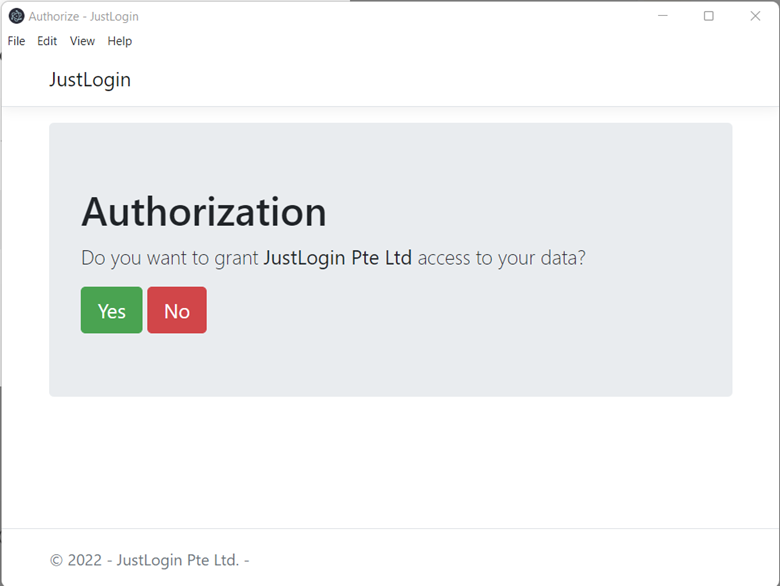 Authorize - JustLogin
File Edit View Help
JustLogin
Authorization
Do you want to grant JustLogin Pte Ltd access to your data?
Yes No
© 2022 - JustLogin Pte Ltd. -